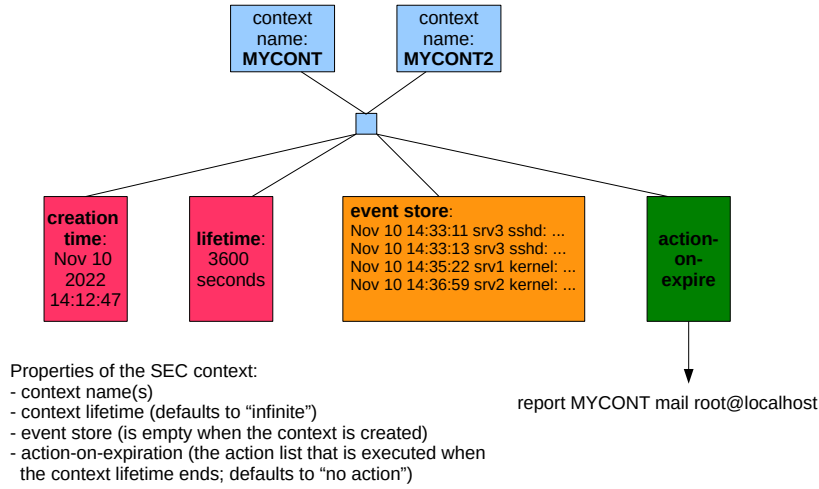 context
name:
MYCONT
context
name:
MYCONT2
creation
time:
Nov 10
2022
14:12:47
lifetime:
3600
seconds
event store:
Nov 10 14:33:11 srv3 sshd: ...
Nov 10 14:33:13 srv3 sshd: ...
Nov 10 14:35:22 srv1 kernel: ...
Nov 10 14:36:59 srv2 kernel: ...
action-
on-
expire
report MYCONT mail root@localhost
Properties of the SEC context:
- context name(s)
- context lifetime (defaults to “infinite”)
- event store (is empty when the context is created)
- action-on-expiration (the action list that is executed when
the context lifetime ends; defaults to “no action”)